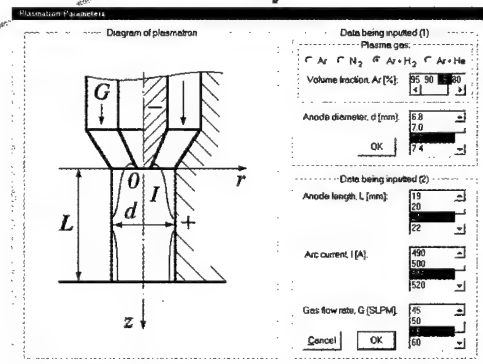 Plasmatron Parameters
Diagram of plasmatron
G
−
O
I
r
L
d
+
z
Data being inputted (1)
Plasma gas:
Ar N2 Ar+H2 Ar+He
Volume fraction, Ar [%]:
95 90 80
Anode diameter, d [mm]:
6.8
7.0
7.4
OK
Data being inputted (2)
Anode length, L [mm]:
19
20
22
Arc current, I [A]:
490
500
520
Gas flow rate, G [SLPM]:
45
50
60
Cancel OK